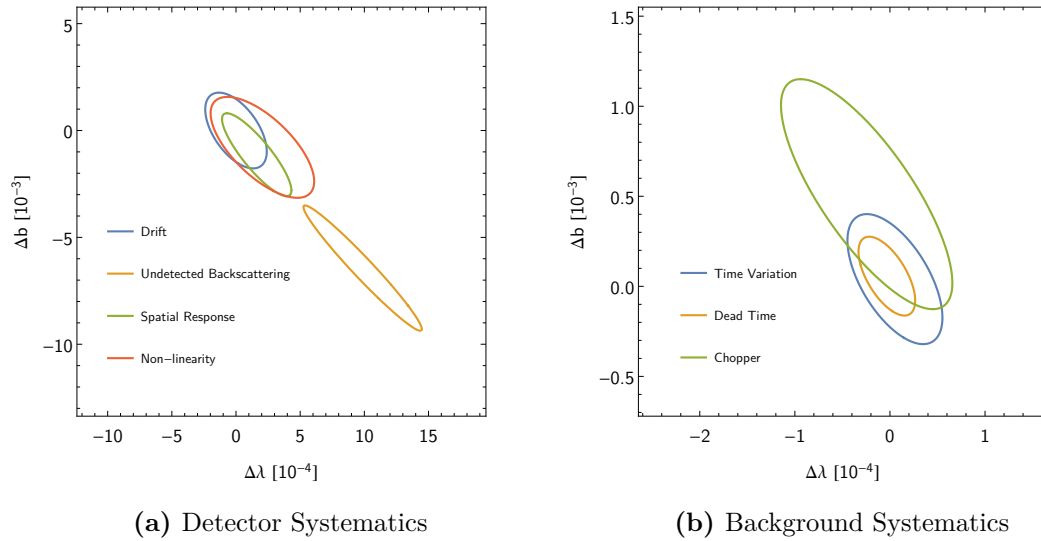 5
0
−5
−10
Δb [10⁻³]
Drift
Undetected Backscattering
Spatial Response
Non−linearity
−10 −5 0 5 10 15
Δλ [10⁻⁴]
(a) Detector Systematics
1.5
1.0
0.5
0.0
−0.5
Δb [10⁻³]
Time Variation
Dead Time
Chopper
−2 −1 0 1
Δλ [10⁻⁴]
(b) Background Systematics